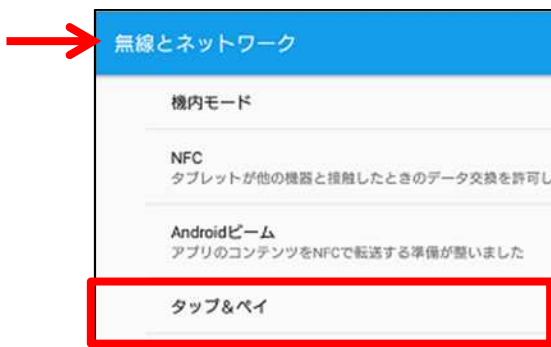 無線とネットワーク
機内モード
NFC
タブレットが他の機器と接触したときのデータ交換を許可し
Androidビーム
アプリのコンテンツをNFCで転送する準備が整いました
タップ&ペイ